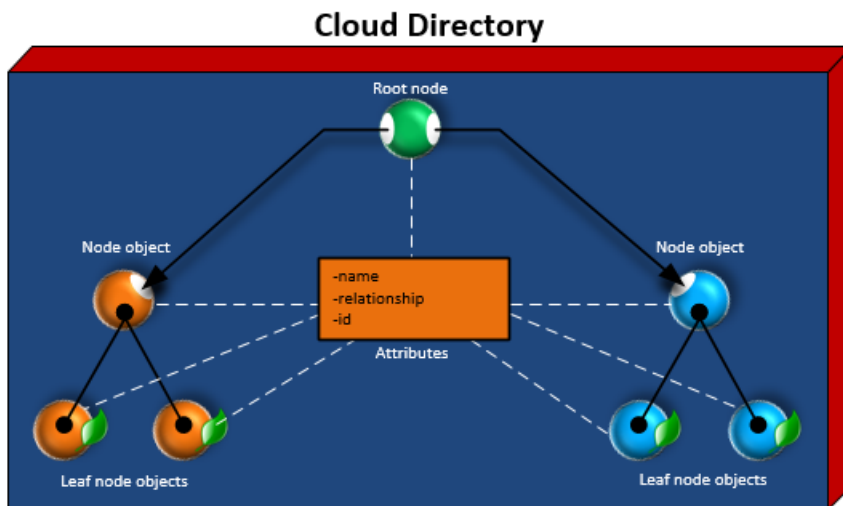 Cloud Directory
Root node
Node object
Node object
-name
-relationship
-id
Attributes
Leaf node objects
Leaf node objects